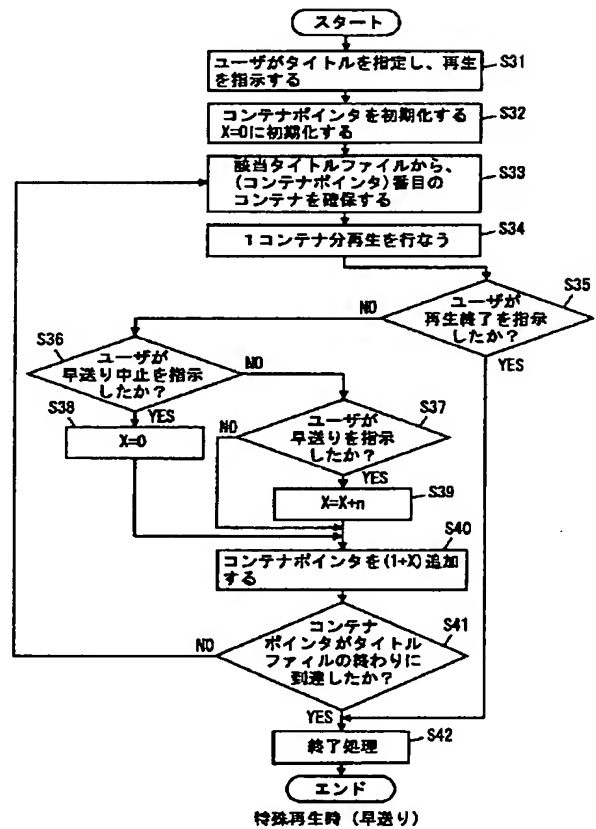 スタート
ユーザがタイトルを指定し、再生
を指示する
S31
コンテナポインタを初期化する
X=0に初期化する
S32
該当タイトルファイルから、
(コンテナポインタ)番目の
コンテナを確保する
S33
1コンテナ分再生を行なう
S34
ユーザが
再生終了を指示
したか?
S35
NO
YES
S36
ユーザが
早送り中止を指示
したか?
NO
YES
S38
X=0
S37
ユーザが
早送りを指示
したか?
NO
YES
X=X+n
S39
S40
コンテナポインタを(1+X)追加
する
コンテナ
ポインタがタイトル
ファイルの終わりに
到達したか?
S41
NO
YES
終了処理
S42
エンド
特殊再生時(早送り)